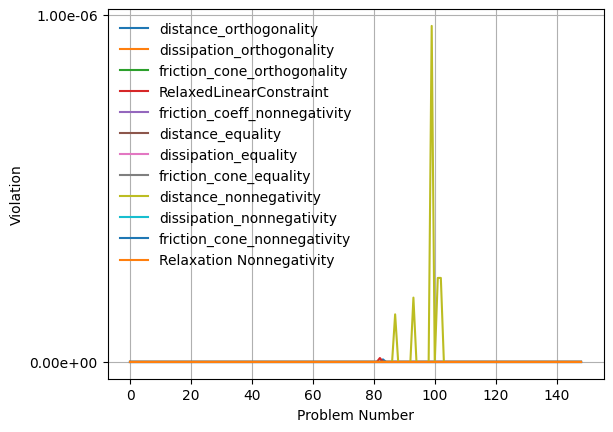 1.00e-06
distance_orthogonality
dissipation_orthogonality
friction_cone_orthogonality
RelaxedLinearConstraint
friction_coeff_nonnegativity
distance_equality
dissipation_equality
friction_cone_equality
distance_nonnegativity
dissipation_nonnegativity
friction_cone_nonnegativity
Relaxation Nonnegativity
Violation
0.00e+00
0 20 40 60 80 100 120 140
Problem Number